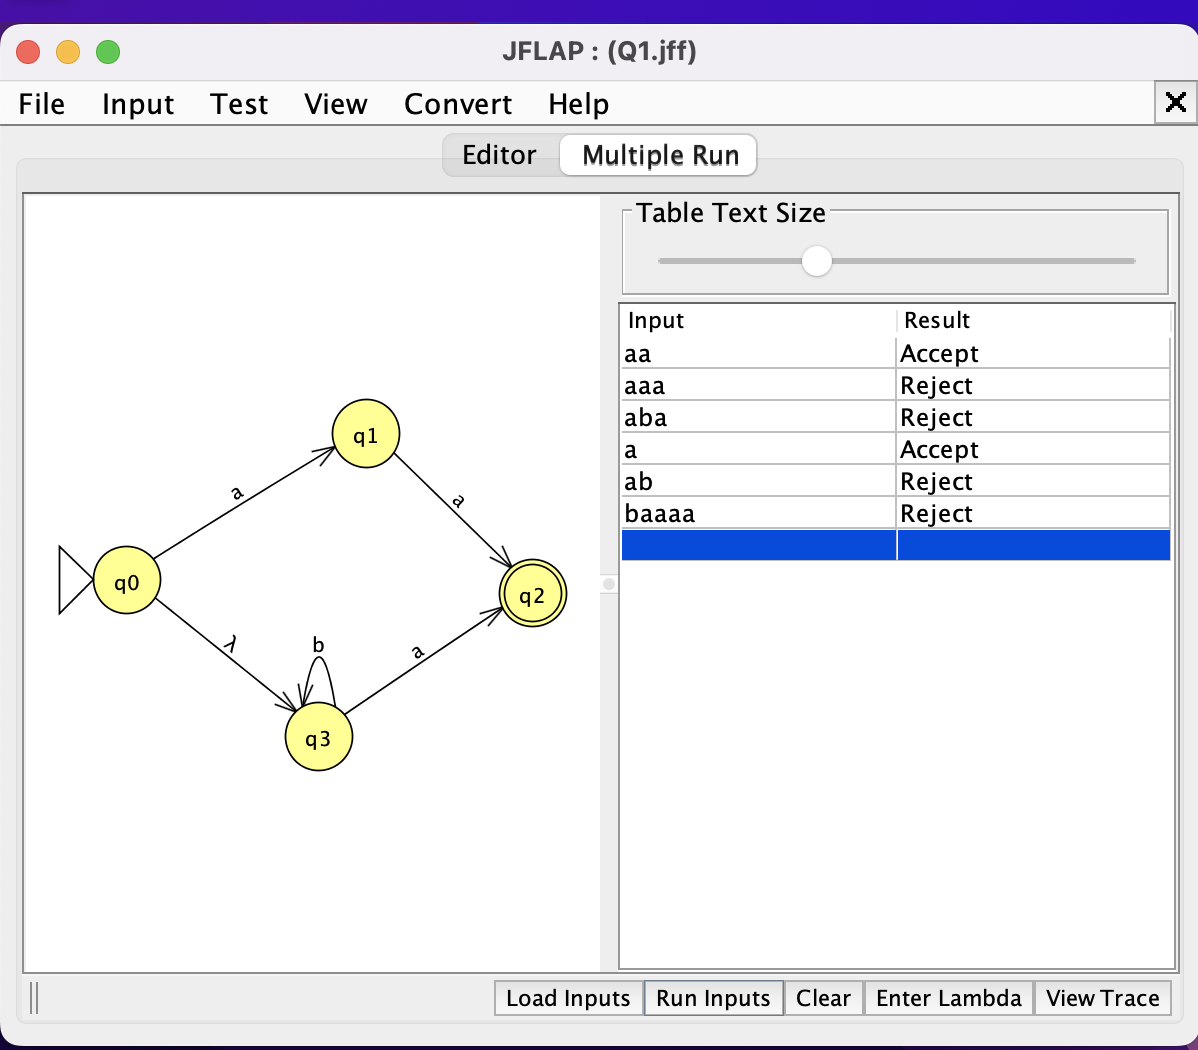 JFLAP : (Q1.jff)
File Input Test View Convert Help
Editor Multiple Run
Table Text Size
Input Result
aa Accept
aaa Reject
aba Reject
a Accept
ab Reject
baaaa Reject
q1
a
a
q0
q2
λ
b
a
q3
Load Inputs Run Inputs Clear Enter Lambda View Trace